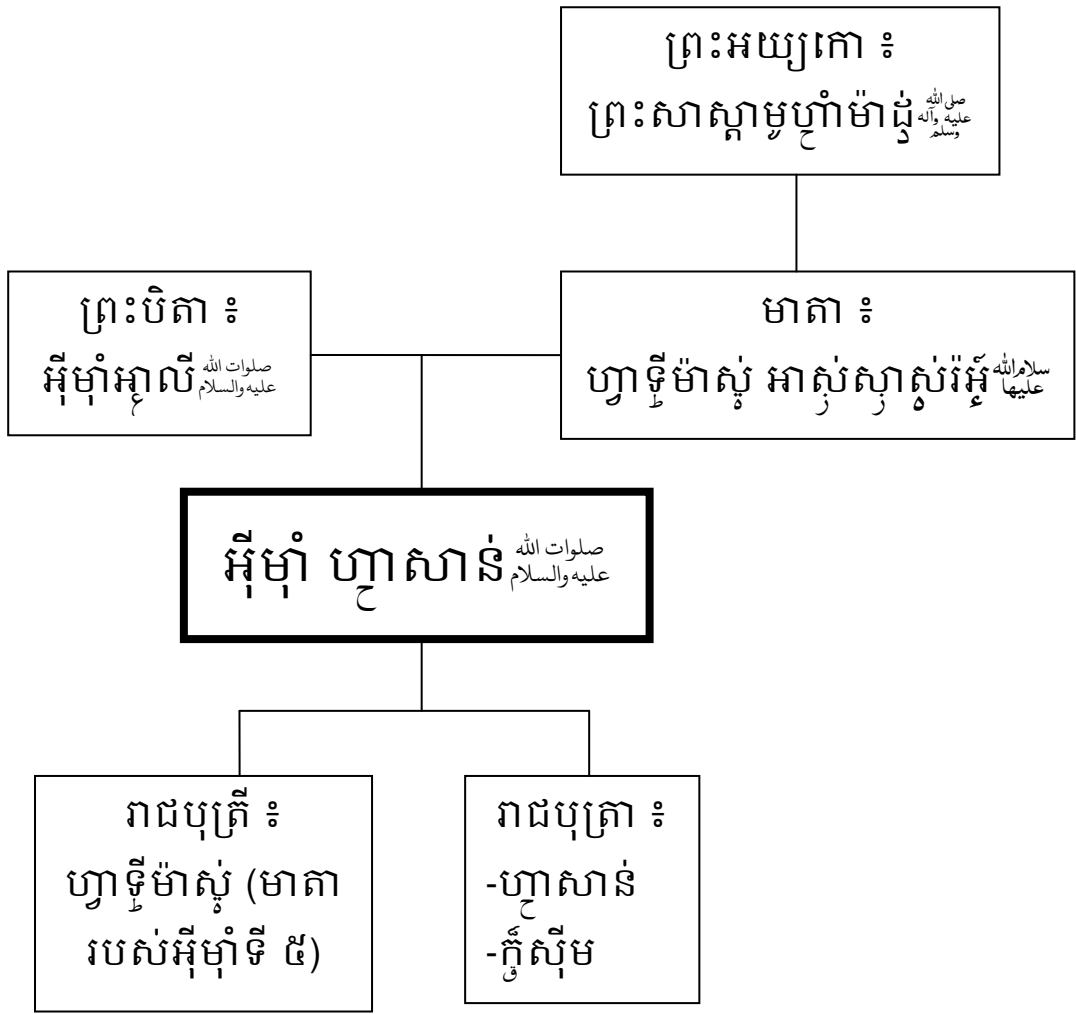 ព្រះអយ្យកោ ៖
ព្រះសាស្តាមូហាំម៉ាដ់ صلى الله عليه وآله وسلم
ព្រះបិតា ៖
អ៊ីម៉ាំអាលី صلوات الله عليه والسلام
មាតា ៖
ហ្វាទីម៉ាស់ អាស់សាស់រ៉អ៍ سلام الله عليها
អ៊ីម៉ាំ ហាសាន់ صلوات الله عليه والسلام
រាជបុត្រី ៖
ហ្វាទីម៉ាស់ (មាតា
របស់អ៊ីម៉ាំទី ៥)
រាជបុត្រា ៖
-ហាសាន់
-ក៏ស៊ីម